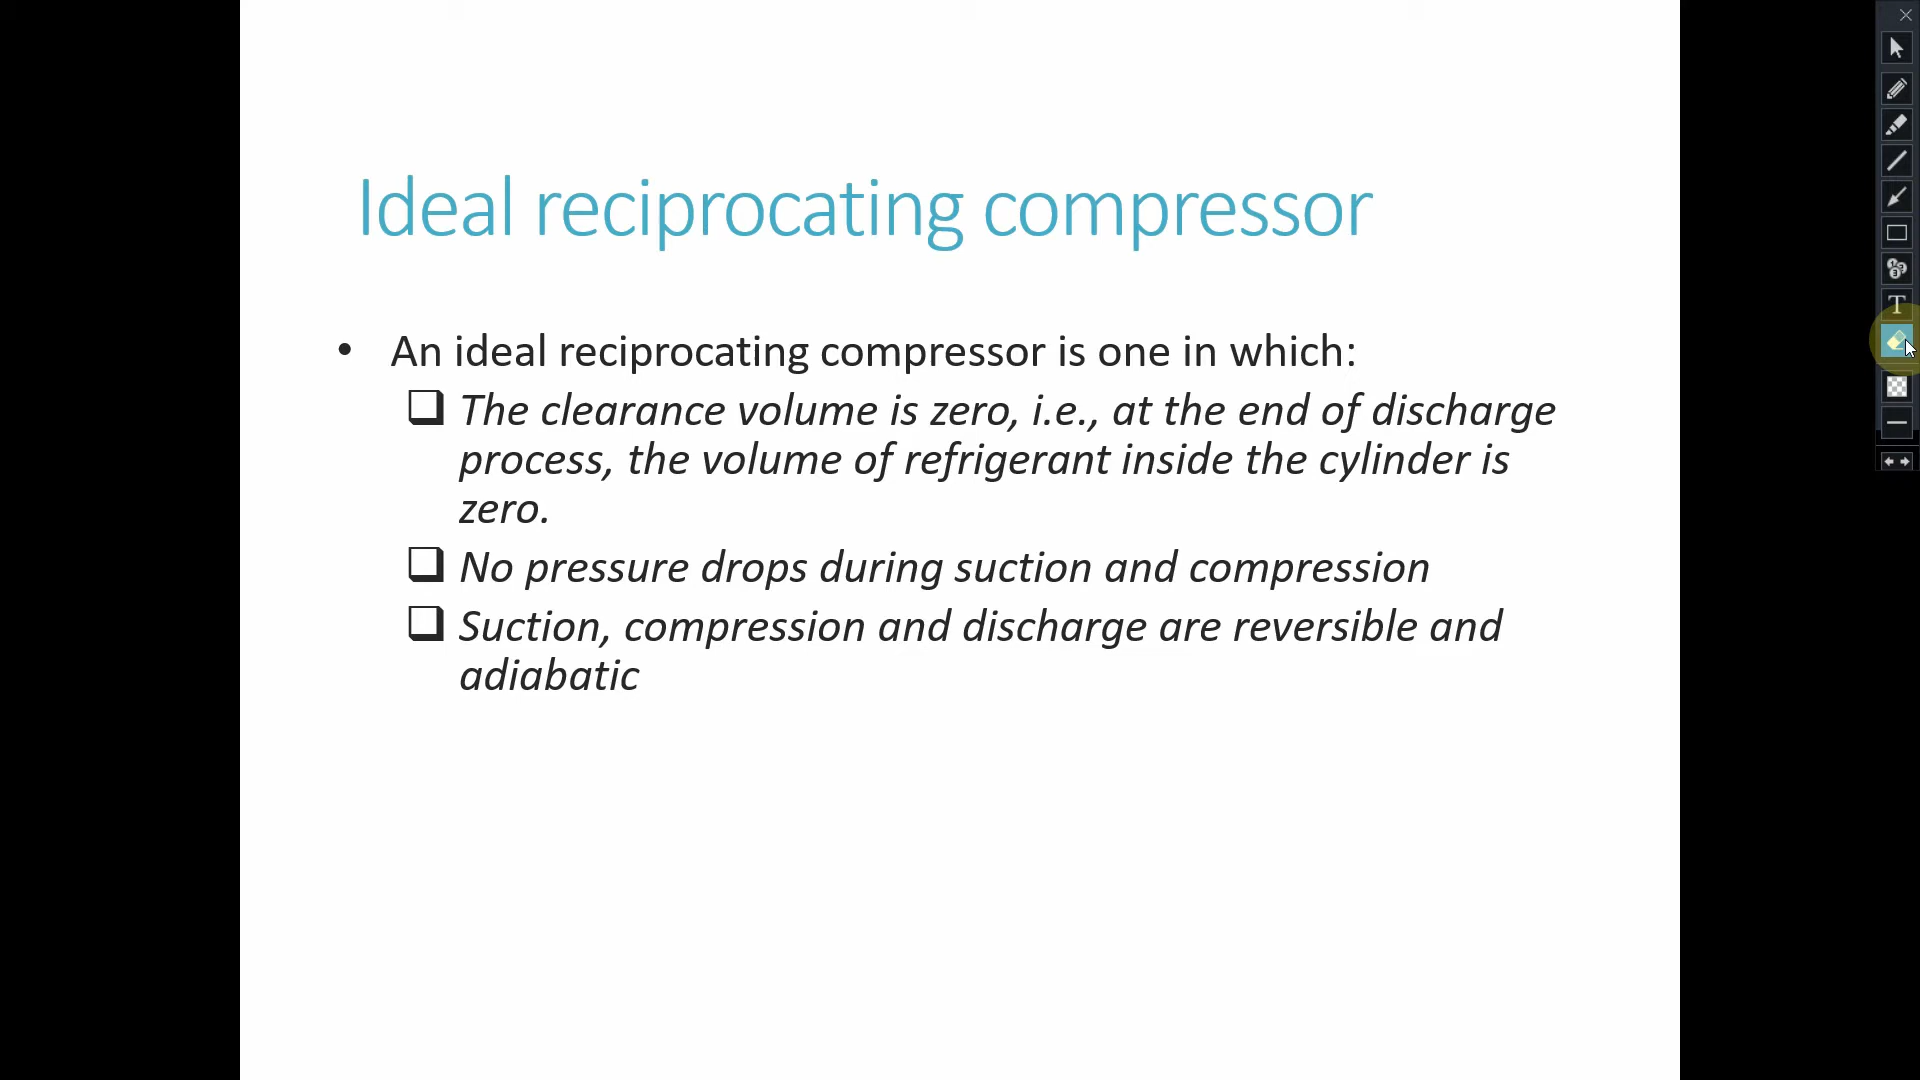 Ideal reciprocating compressor
• An ideal reciprocating compressor is one in which:
❑ The clearance volume is zero, i.e., at the end of discharge
process, the volume of refrigerant inside the cylinder is
zero.
❑ No pressure drops during suction and compression
❑ Suction, compression and discharge are reversible and
adiabatic
T